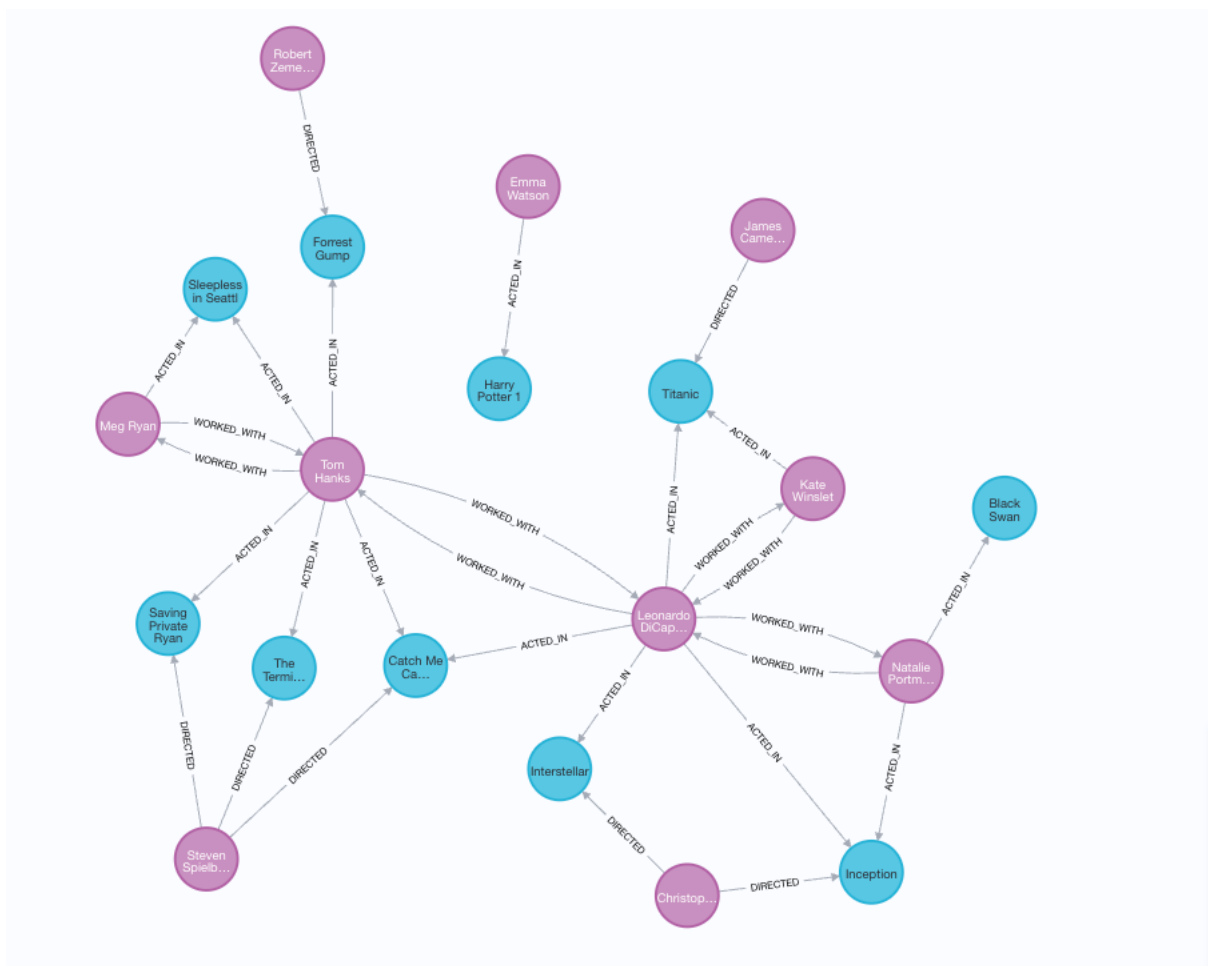 Robert
Zeme...
DIRECTED
Emma
Watson
James
Came...
Forrest
Gump
Sleepless
in Seattl
ACTED_IN
DIRECTED
ACTED_IN
ACTED_IN
ACTED_IN
Harry
Potter 1
Titanic
Meg Ryan
WORKED_WITH
WORKED_WITH
Tom
Hanks
ACTED_IN
Kate
Winslet
ACTED_IN
WORKED_WITH
WORKED_WITH
WORKED_WITH
WORKED_WITH
Black
Swan
ACTED_IN
ACTED_IN
ACTED_IN
ACTED_IN
Saving
Private
Ryan
The
Termi...
Catch Me
Ca...
ACTED_IN
Leonardo
DiCap...
WORKED_WITH
WORKED_WITH
Natalie
Portm...
DIRECTED
DIRECTED
DIRECTED
ACTED_IN
ACTED_IN
ACTED_IN
Interstellar
DIRECTED
Steven
Spielb...
Christop...
DIRECTED
Inception